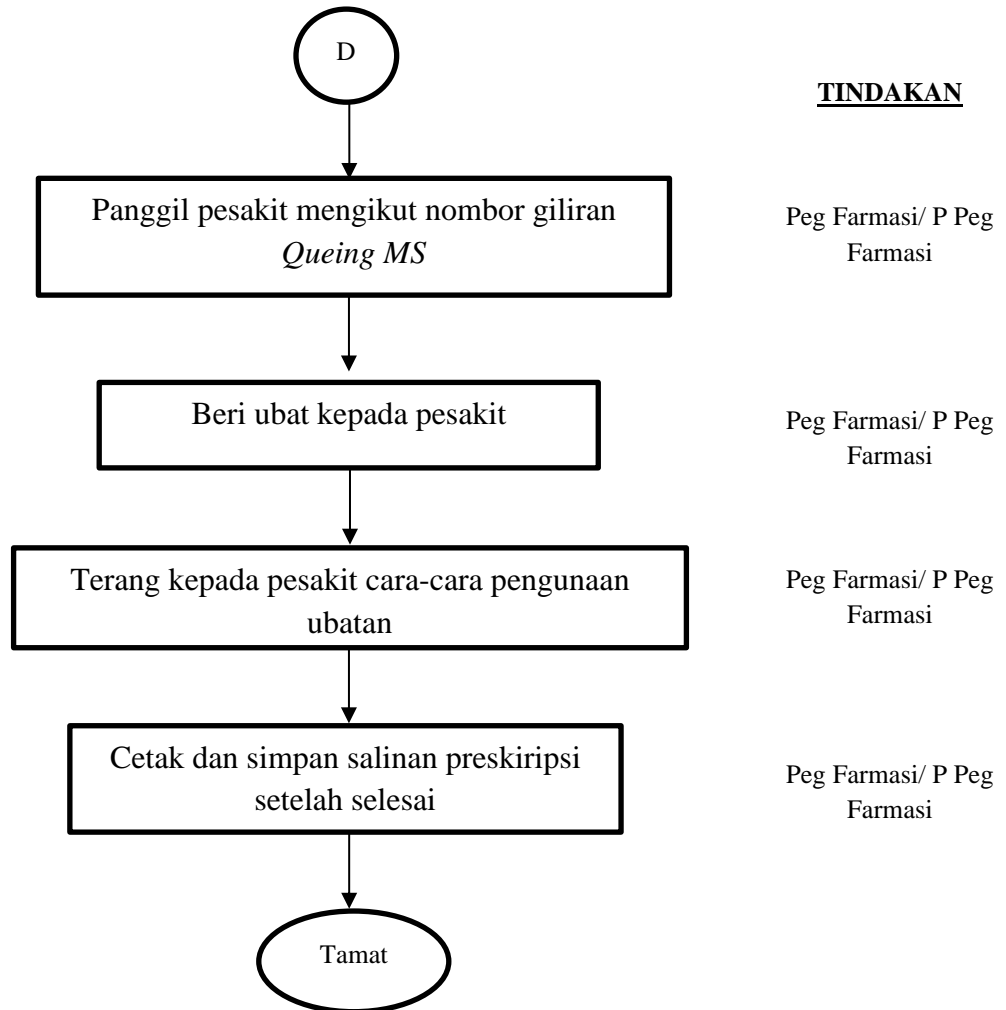 D
TINDAKAN
Panggil pesakit mengikut nombor giliran
Queing MS
Peg Farmasi/ P Peg
Farmasi
Beri ubat kepada pesakit
Peg Farmasi/ P Peg
Farmasi
Terang kepada pesakit cara-cara pengunaan
ubatan
Peg Farmasi/ P Peg
Farmasi
Cetak dan simpan salinan preskiripsi
setelah selesai
Peg Farmasi/ P Peg
Farmasi
Tamat